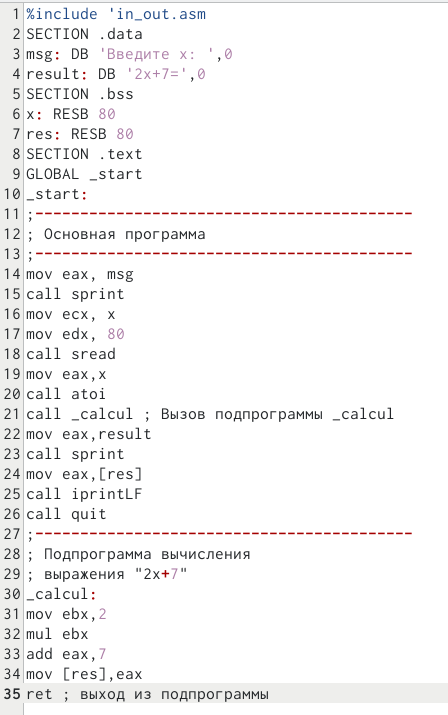 1 %include 'in_out.asm
2 SECTION .data
3 msg: DB 'Введите x: ',0
4 result: DB '2x+7=',0
5 SECTION .bss
6 x: RESB 80
7 res: RESB 80
8 SECTION .text
9 GLOBAL _start
10 _start:
11 ;------------------------------------------
12 ; Основная программа
13 ;------------------------------------------
14 mov eax, msg
15 call sprint
16 mov ecx, x
17 mov edx, 80
18 call sread
19 mov eax,x
20 call atoi
21 call _calcul ; Вызов подпрограммы _calcul
22 mov eax,result
23 call sprint
24 mov eax,[res]
25 call iprintLF
26 call quit
27 ;------------------------------------------
28 ; Подпрограмма вычисления
29 ; выражения "2x+7"
30 _calcul:
31 mov ebx,2
32 mul ebx
33 add eax,7
34 mov [res],eax
35 ret ; выход из подпрограммы